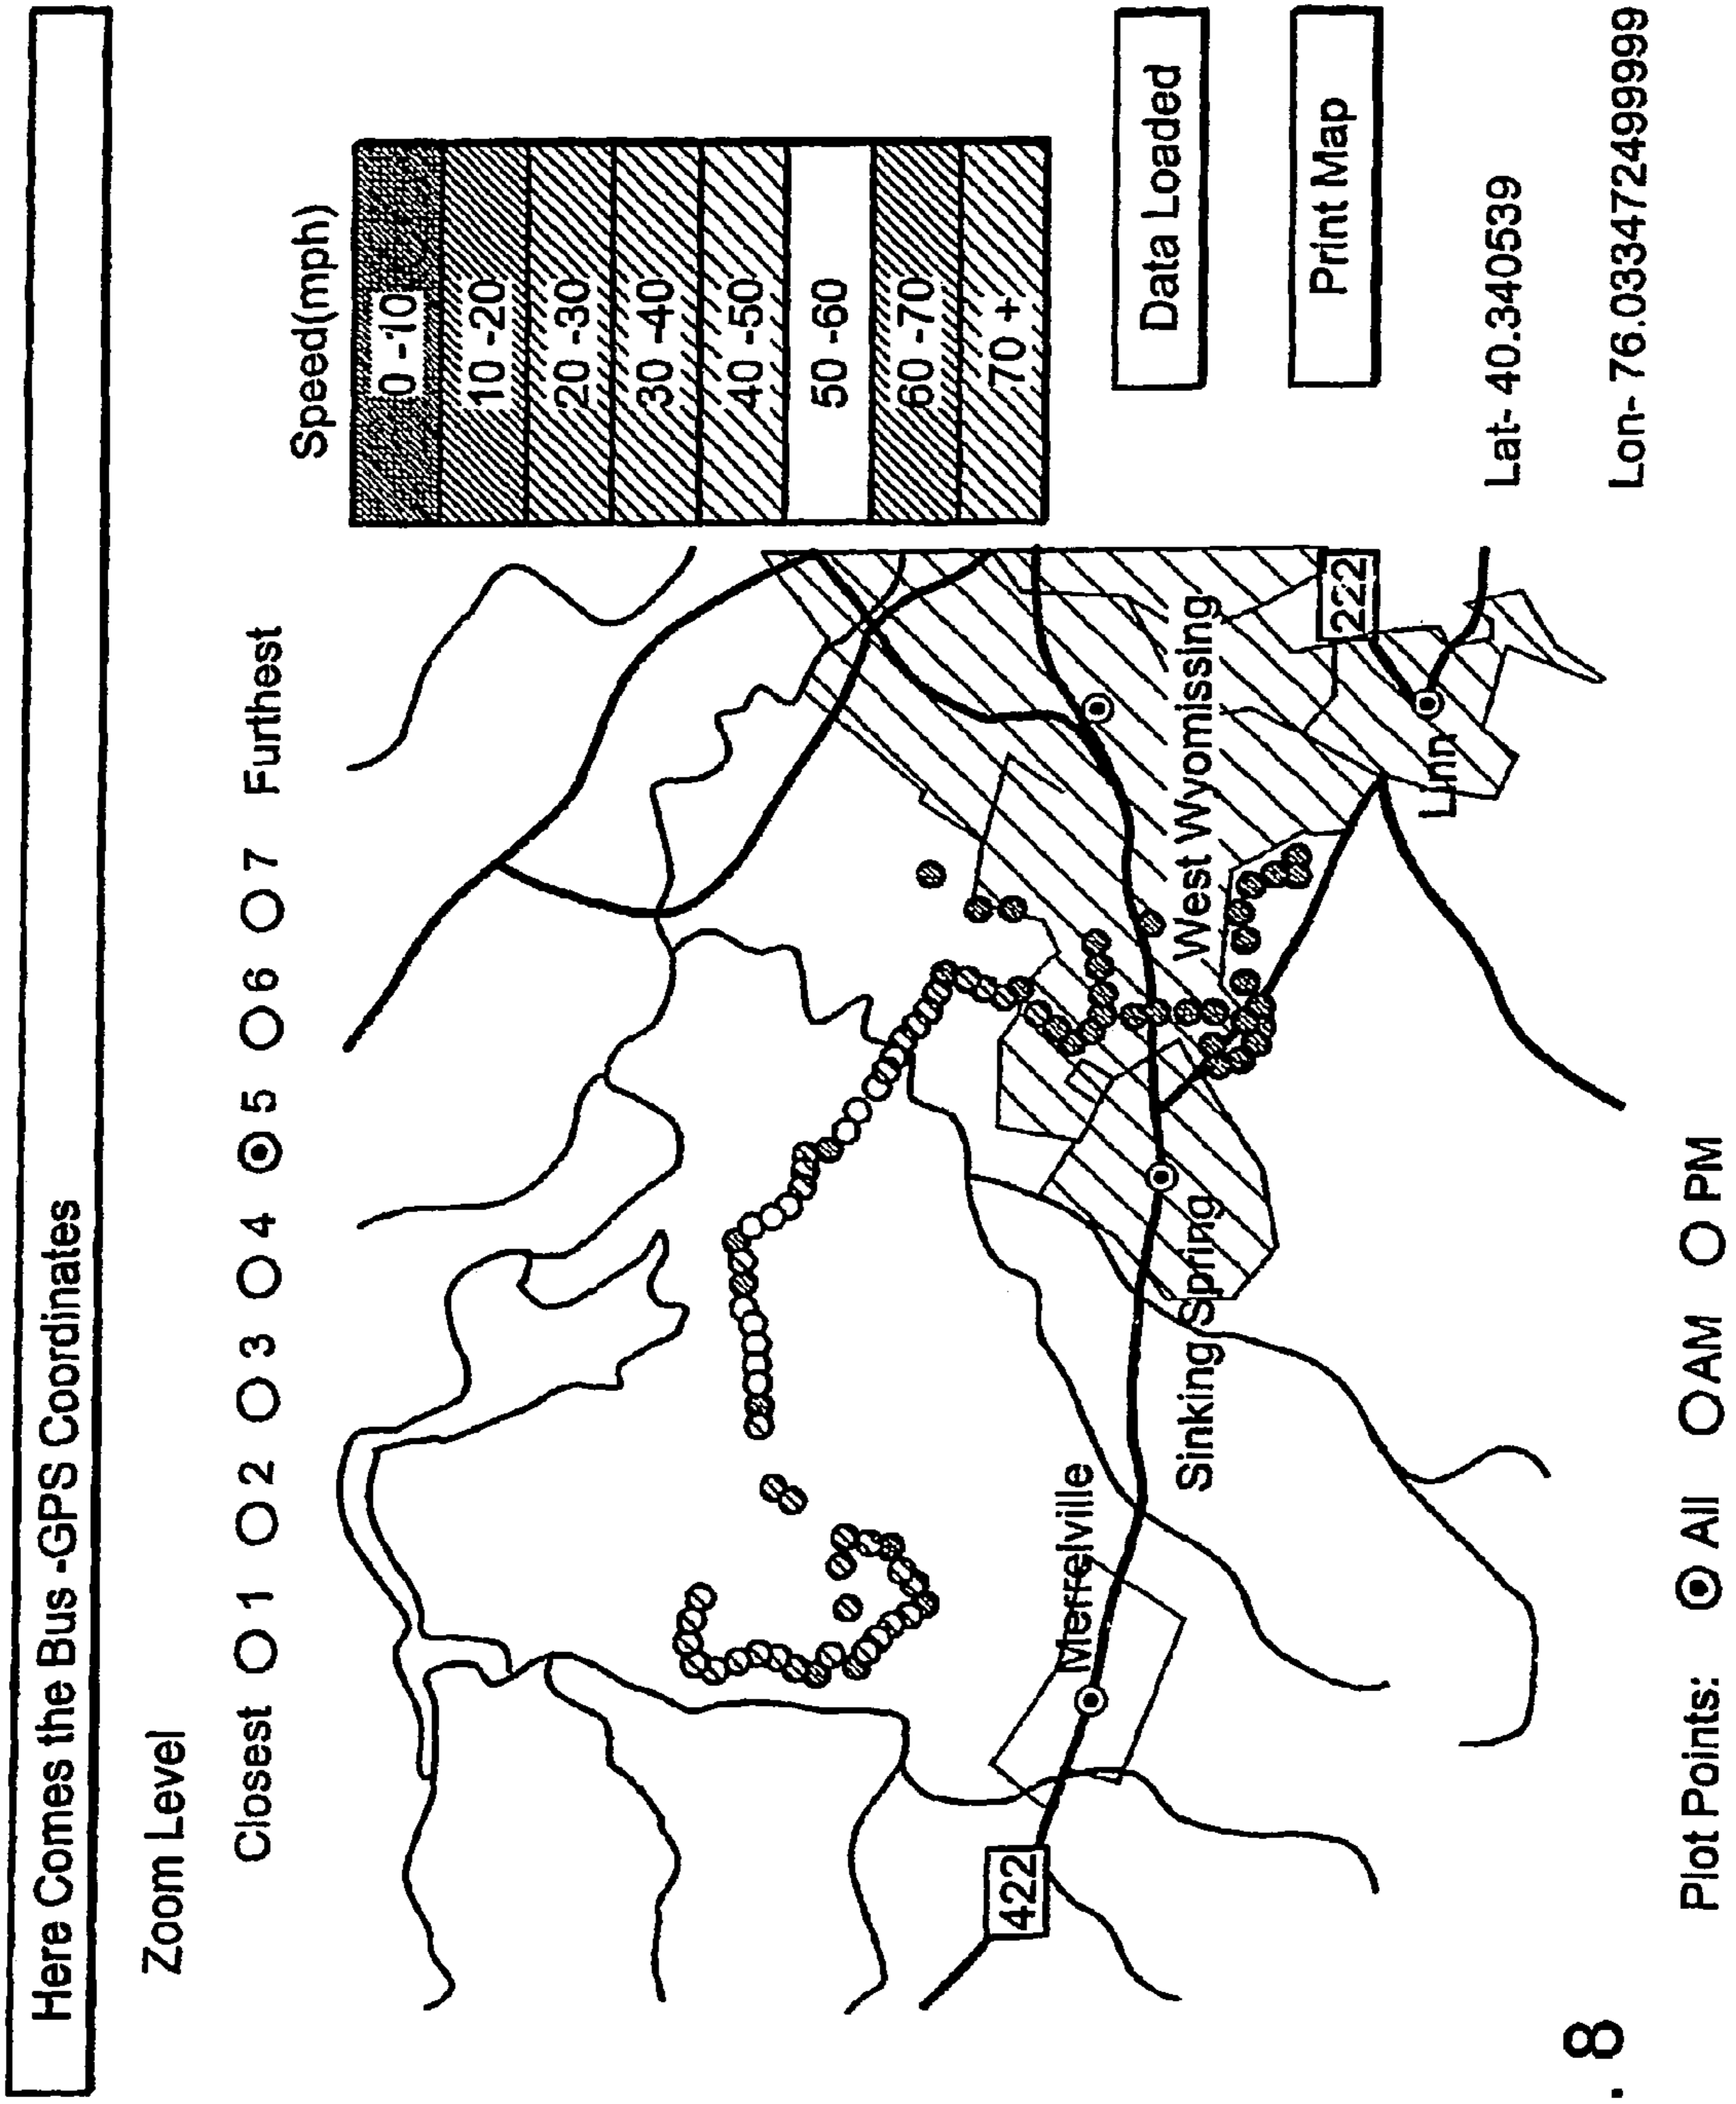 Here Comes the Bus -GPS Coordinates
Zoom Level
Closest 1 2 3 4 5 6 7 Furthest
Speed(mph)
0 -10
10 -20
20 -30
30 -40
40 -50
50 -60
60 -70
70 +
Data Loaded
Print Map
Lat- 40.340539
Lon- 76.0334724999999
422
Merrelville
Sinking Spring
West Wyomissing
222
Linn
Plot Points: All AM PM
. 8